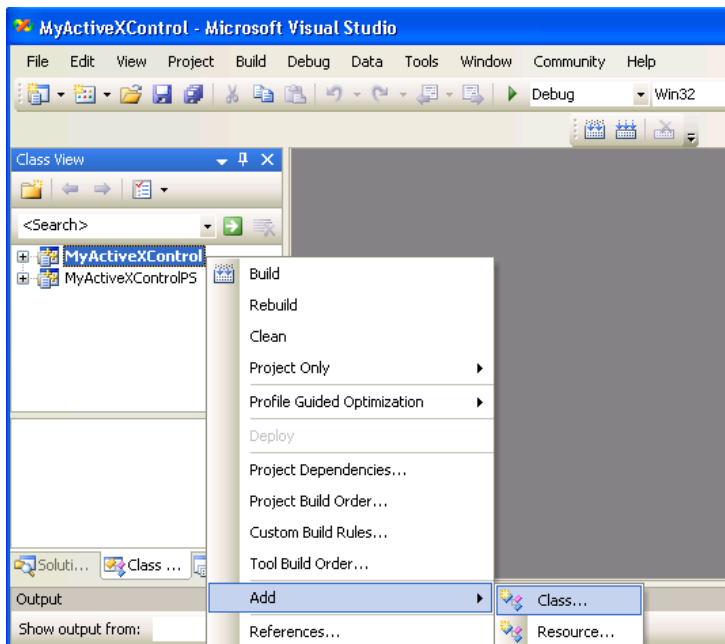 MyActiveXControl - Microsoft Visual Studio
File Edit View Project Build Debug Data Tools Window Community Help
Debug Win32
Class View
<Search>
MyActiveXControl
MyActiveXControlPS
Build
Rebuild
Clean
Project Only
Profile Guided Optimization
Deploy
Project Dependencies...
Project Build Order...
Custom Build Rules...
Tool Build Order...
Add
References...
Class...
Resource...
Soluti... Class ...
Output
Show output from: